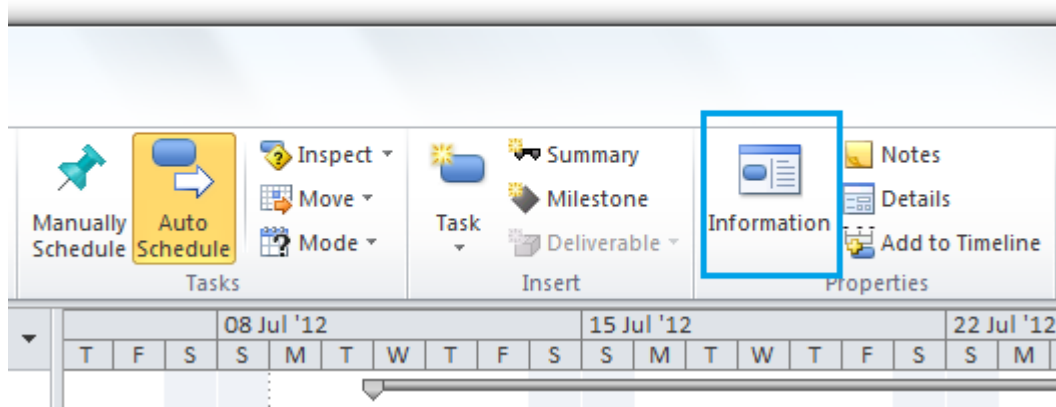 Manually
Schedule
Auto
Schedule
Inspect
Move
Mode
Tasks
Task
Summary
Milestone
Deliverable
Insert
Information
Notes
Details
Add to Timeline
Properties
08 Jul '12 15 Jul '12 22 Jul '12
T F S S M T W T F S S M T W T F S S M